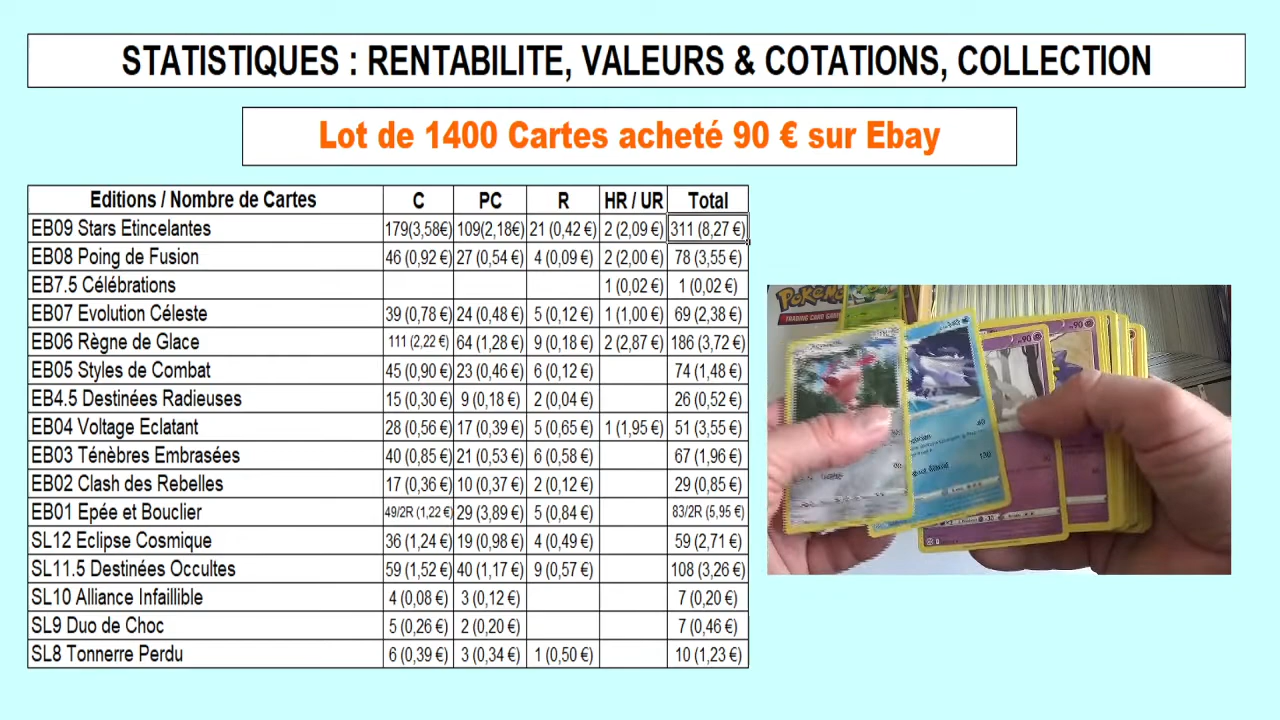 STATISTIQUES : RENTABILITE, VALEURS & COTATIONS, COLLECTION
Lot de 1400 Cartes acheté 90 € sur Ebay
Editions / Nombre de Cartes C PC R HR / UR Total
EB09 Stars Etincelantes 179(3,58€) 109(2,18€) 21 (0,42 €) 2 (2,09 €) 311 (8,27 €)
EB08 Poing de Fusion 46 (0,92 €) 27 (0,54 €) 4 (0,09 €) 2 (2,00 €) 78 (3,55 €)
EB7.5 Célébrations 1 (0,02 €) 1 (0,02 €)
EB07 Evolution Céleste 39 (0,78 €) 24 (0,48 €) 5 (0,12 €) 1 (1,00 €) 69 (2,38 €)
EB06 Règne de Glace 111 (2,22 €) 64 (1,28 €) 9 (0,18 €) 2 (2,87 €) 186 (3,72 €)
EB05 Styles de Combat 45 (0,90 €) 23 (0,46 €) 6 (0,12 €) 74 (1,48 €)
EB4.5 Destinées Radieuses 15 (0,30 €) 9 (0,18 €) 2 (0,04 €) 26 (0,52 €)
EB04 Voltage Eclatant 28 (0,56 €) 17 (0,39 €) 5 (0,65 €) 1 (1,95 €) 51 (3,55 €)
EB03 Ténèbres Embrasées 40 (0,85 €) 21 (0,53 €) 6 (0,58 €) 67 (1,96 €)
EB02 Clash des Rebelles 17 (0,36 €) 10 (0,37 €) 2 (0,12 €) 29 (0,85 €)
EB01 Epée et Bouclier 49/2R (1,22 €) 29 (3,89 €) 5 (0,84 €) 83/2R (5,95 €)
SL12 Eclipse Cosmique 36 (1,24 €) 19 (0,98 €) 4 (0,49 €) 59 (2,71 €)
SL11.5 Destinées Occultes 59 (1,52 €) 40 (1,17 €) 9 (0,57 €) 108 (3,26 €)
SL10 Alliance Infaillible 4 (0,08 €) 3 (0,12 €) 7 (0,20 €)
SL9 Duo de Choc 5 (0,26 €) 2 (0,20 €) 7 (0,46 €)
SL8 Tonnerre Perdu 6 (0,39 €) 3 (0,34 €) 1 (0,50 €) 10 (1,23 €)
POKéMON
TRADING CARD GAME
90
90
130